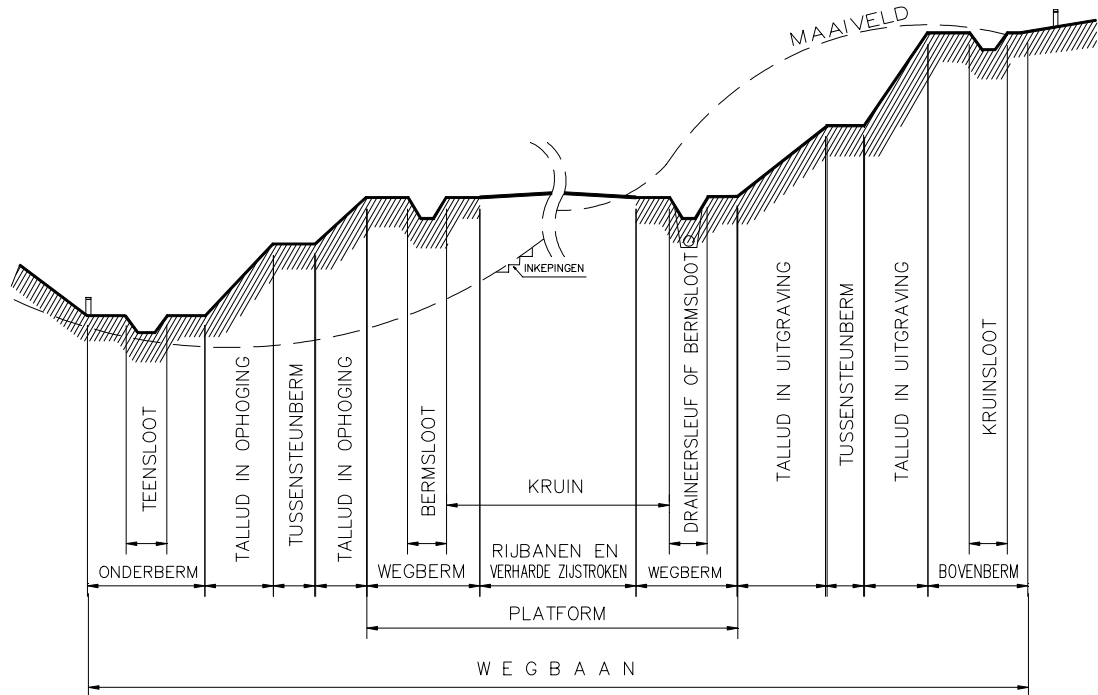 MAAIVELD
INKEPINGEN
TEENSLOOT
TALLUD IN OPHOGING
TUSSENSTEUNBERM
TALLUD IN OPHOGING
BERMSLOOT
KRUIN
DRAINEERSLEUF OF BERMSLOOT
TALLUD IN UITGRAVING
TUSSENSTEUNBERM
TALLUD IN UITGRAVING
KRUINSLOOT
ONDERBERM
WEGBERM
RIJBANEN EN
VERHARDE ZIJSTROKEN
WEGBERM
BOVENBERM
PLATFORM
WEGBAAN